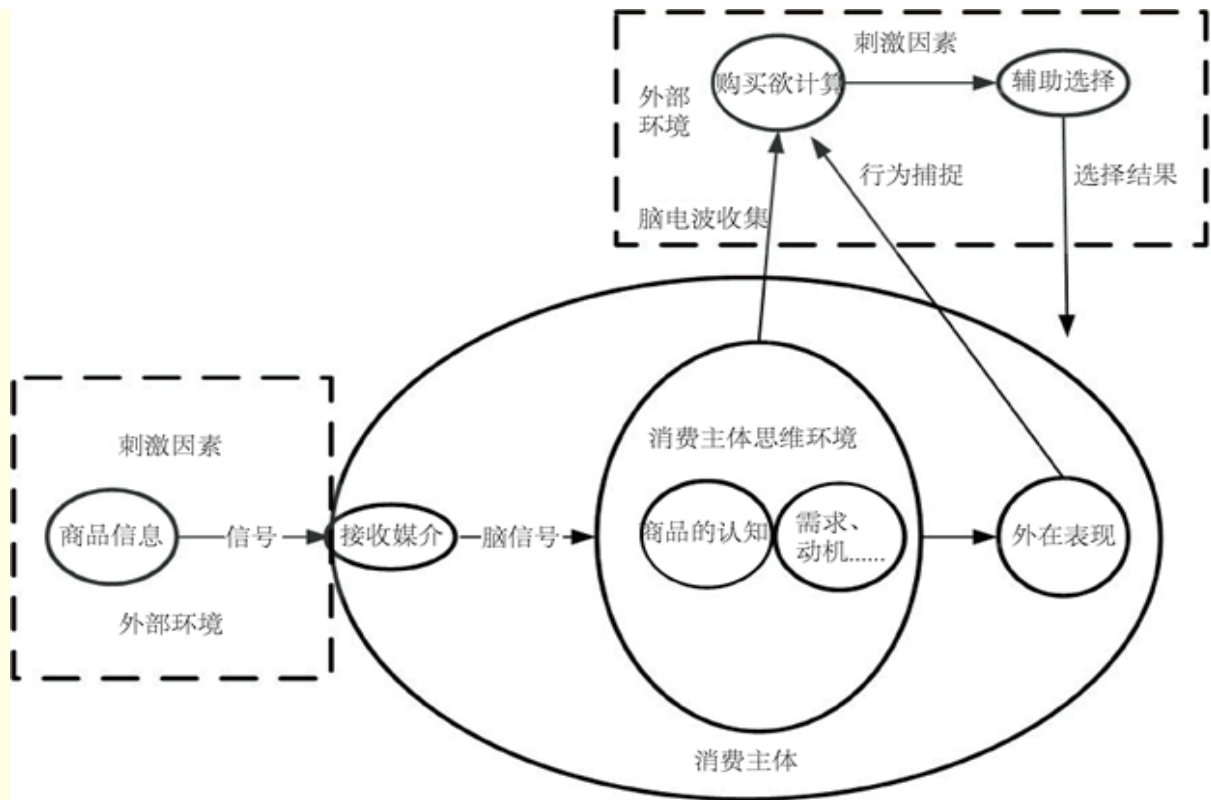 刺激因素
购买欲计算
辅助选择
外部
环境
行为捕捉
选择结果
脑电波收集
刺激因素
消费主体思维环境
商品信息
信号
接收媒介
脑信号
商品的认知
需求、
动机……
外在表现
外部环境
消费主体